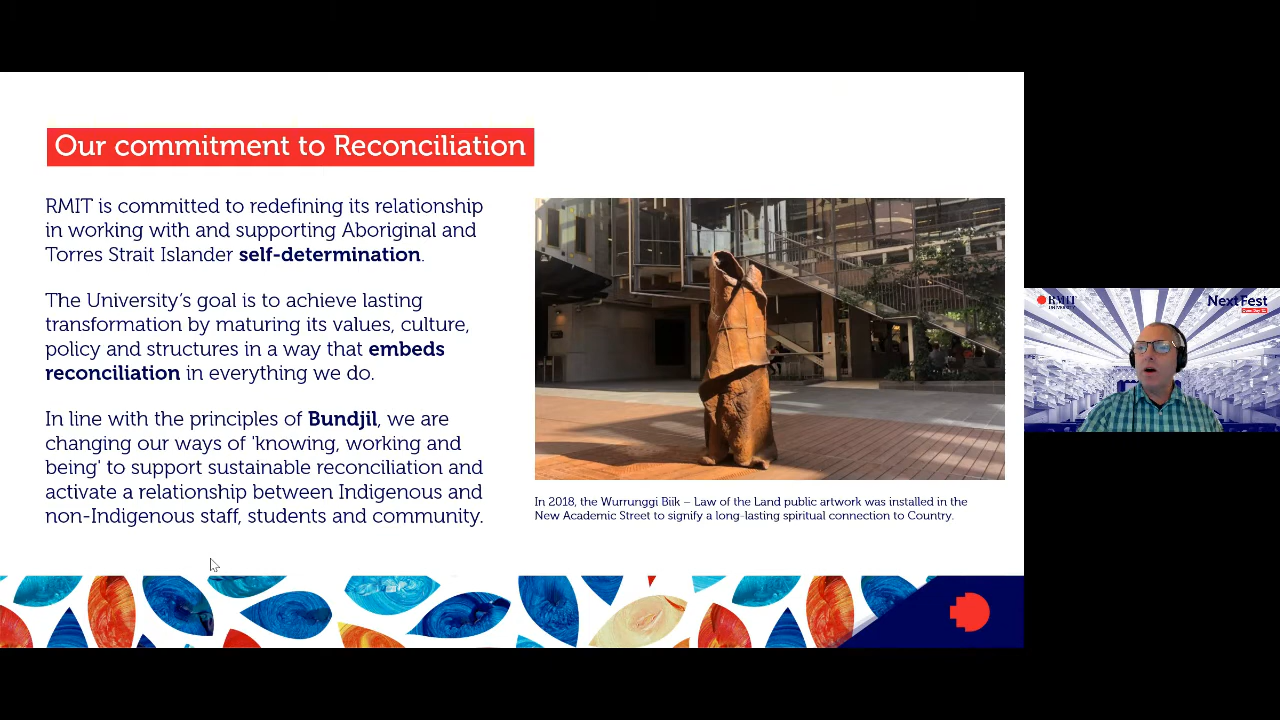 Our commitment to Reconciliation
RMIT is committed to redefining its relationship
in working with and supporting Aboriginal and
Torres Strait Islander self-determination.
The University's goal is to achieve lasting
transformation by maturing its values, culture,
policy and structures in a way that embeds
reconciliation in everything we do.
In line with the principles of Bundjil, we are
changing our ways of 'knowing, working and
being' to support sustainable reconciliation and
activate a relationship between Indigenous and
non-Indigenous staff, students and community.
In 2018, the Wurrunggi Biik – Law of the Land public artwork was installed in the
New Academic Street to signify a long-lasting spiritual connection to Country.
RMIT
UNIVERSITY
NextFest